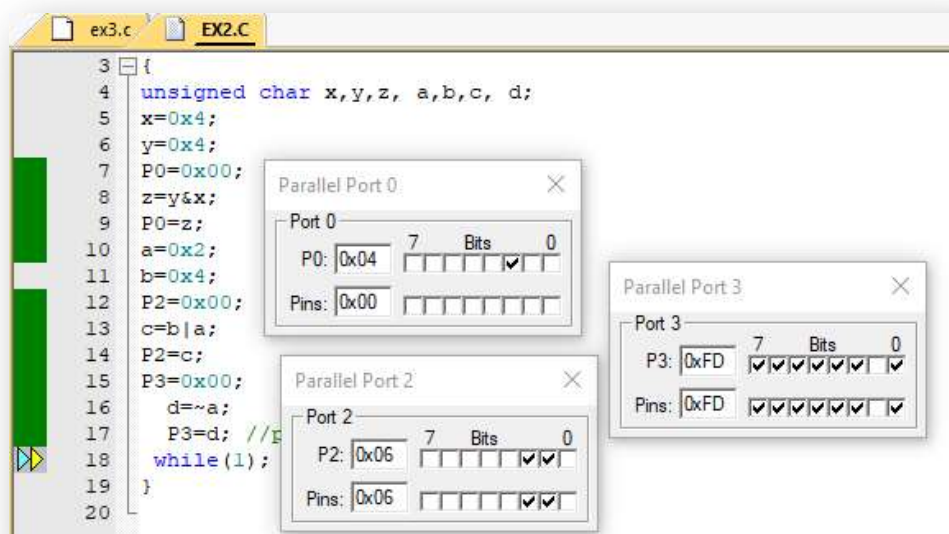 ex3.c EX2.C
3 {
4 unsigned char x,y,z, a,b,c, d;
5 x=0x4;
6 y=0x4;
7 P0=0x00;
8 z=y&x;
9 P0=z;
10 a=0x2;
11 b=0x4;
12 P2=0x00;
13 c=b|a;
14 P2=c;
15 P3=0x00;
16 d=~a;
17 P3=d; //p
18 while(1);
19 }
20
Parallel Port 0
Port 0
7 Bits 0
P0: 0x04
Pins: 0x00
Parallel Port 2
Port 2
7 Bits 0
P2: 0x06
Pins: 0x06
Parallel Port 3
Port 3
7 Bits 0
P3: 0xFD
Pins: 0xFD